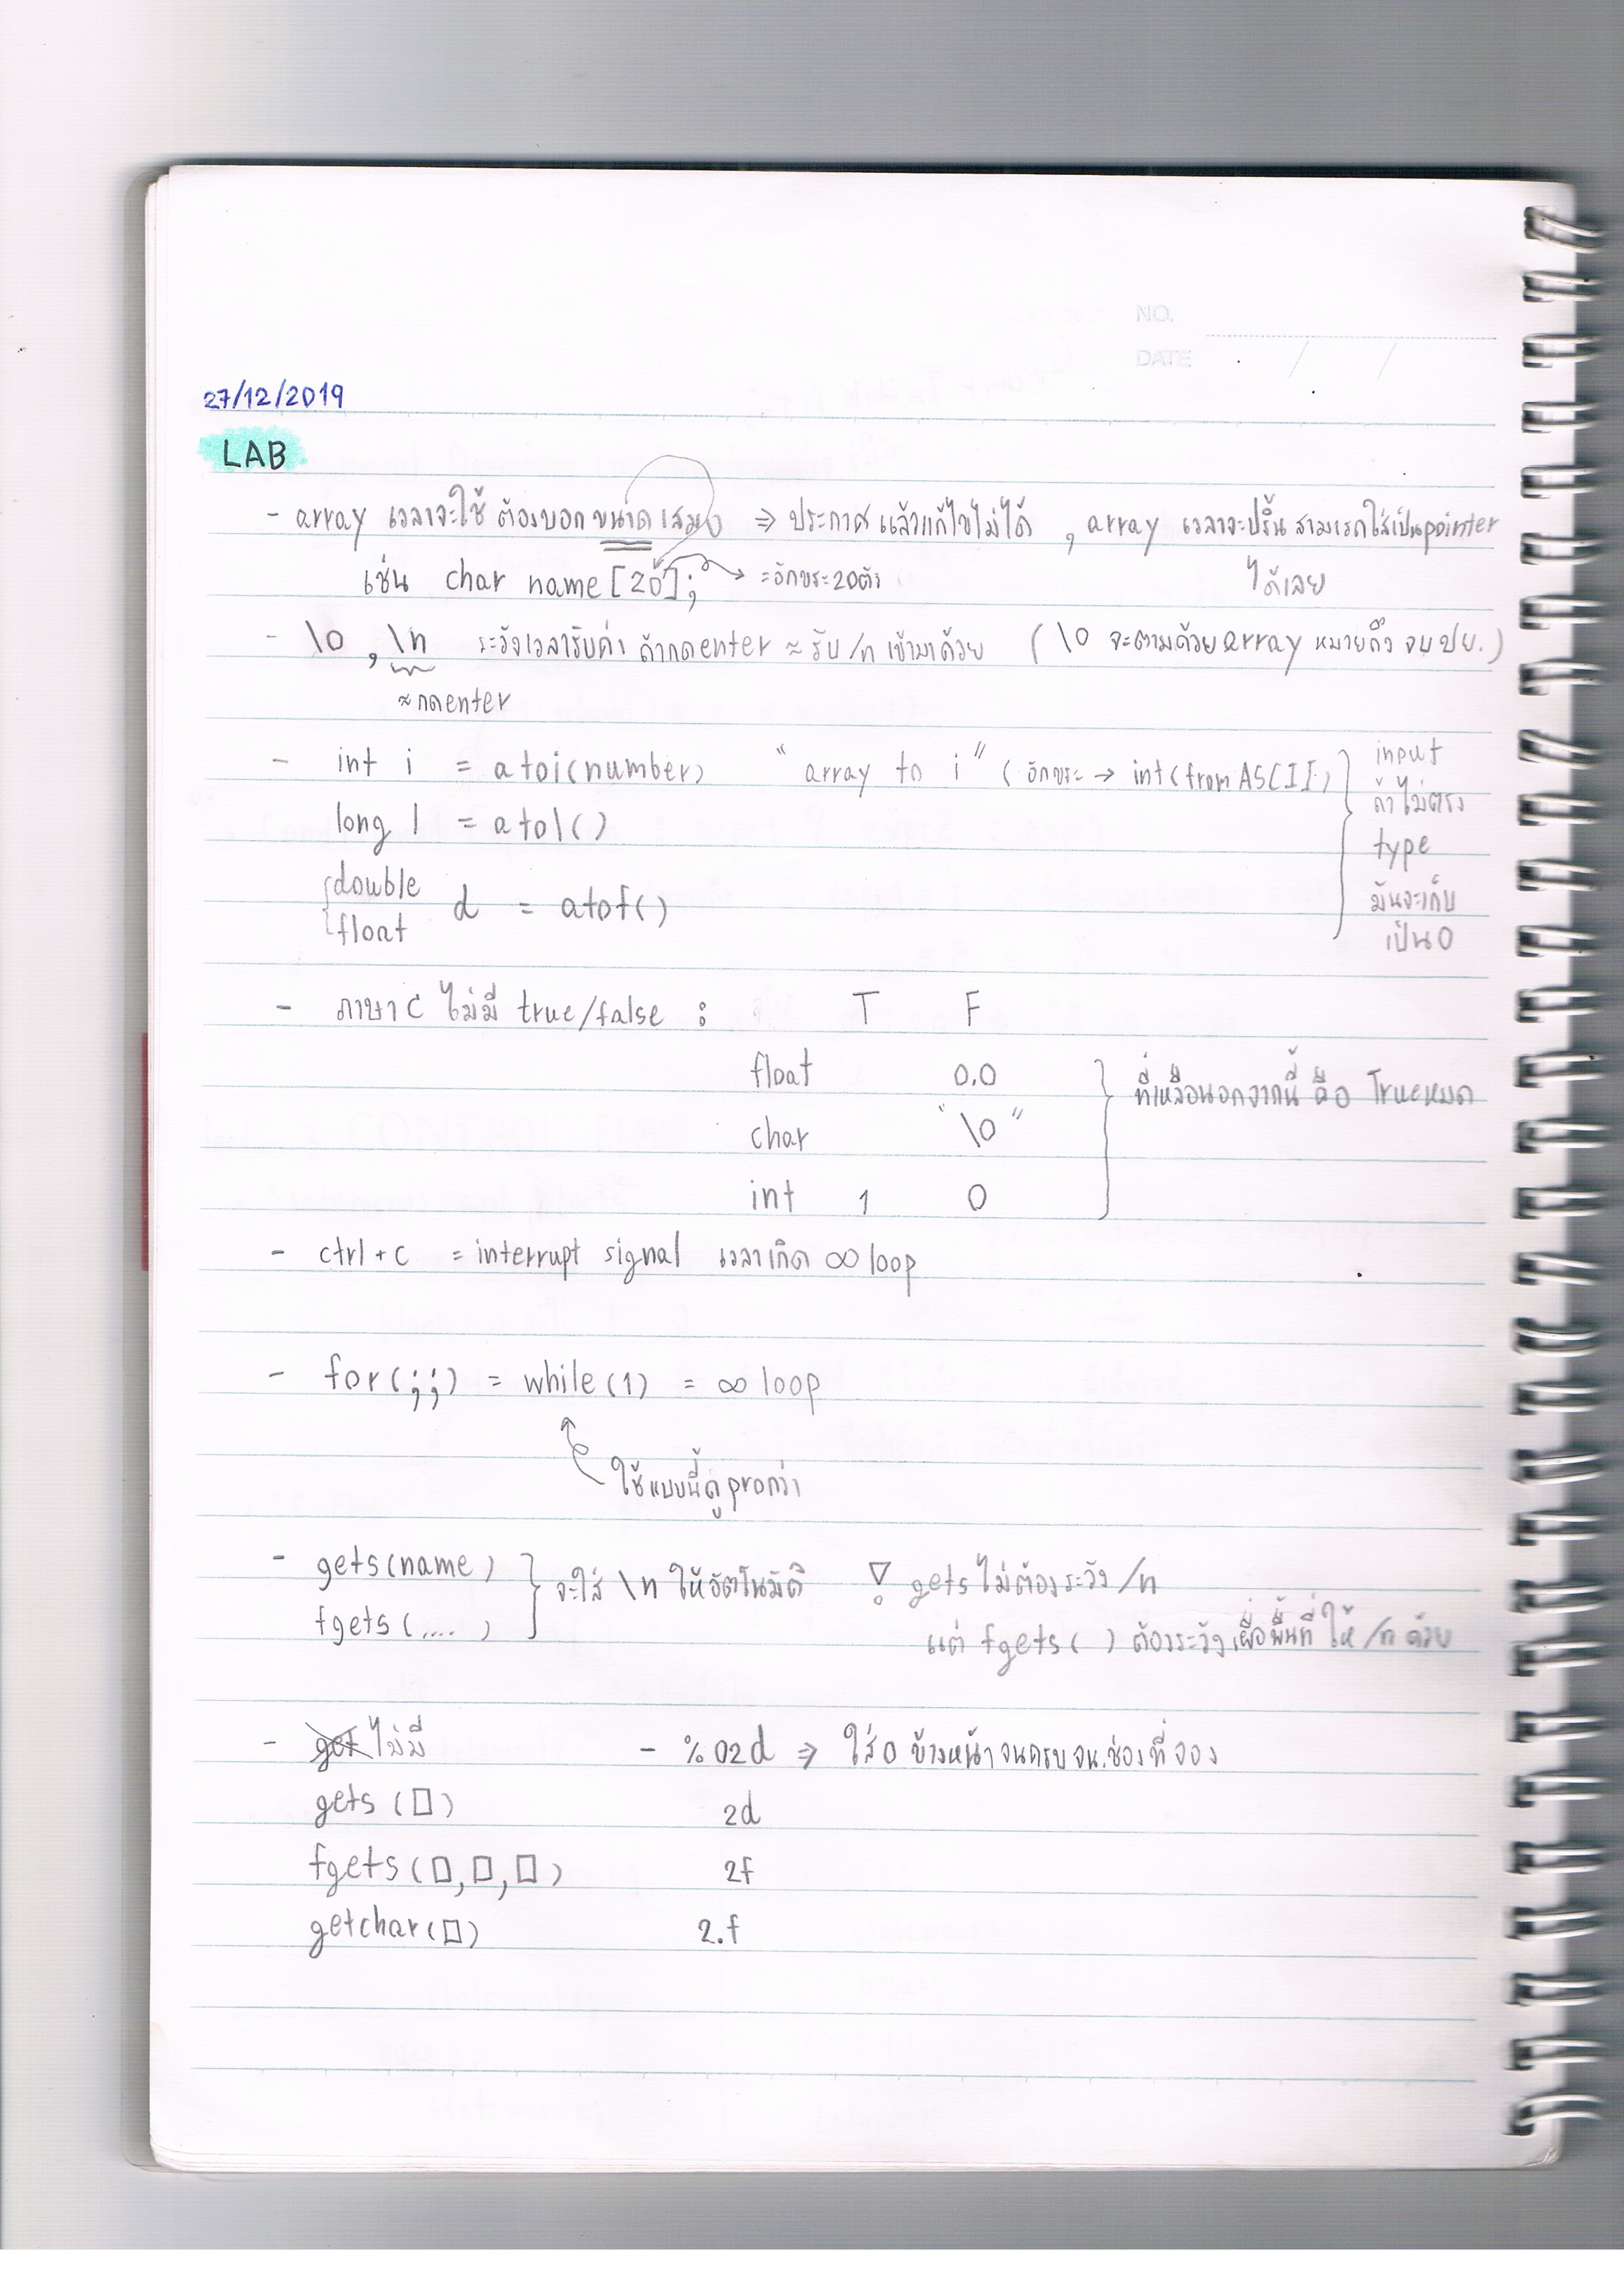 NO.
DATE / /
27/12/2019
LAB
- array เวลาจะใช้ ต้องบอกขนาดเสมอ ⇒ ประกาศแล้วแก้ไขไม่ได้ , array เวลาจะปริ้น สามารถใส่เป็นpointer
ได้เลย
เช่น char name [20]; → =อักขระ20ตัว
- \0 , \n ระวังเวลารับค่า ถ้ากดenter ≈ รับ /n เข้ามาด้วย ( \0 จะตามด้วยarray หมายถึง จบปย.)
≈กดenter
- int i = atoi(number) "array to i" (อักขระ → int(from ASCII)
long l = atol()
double
float d = atof()
input
ถ้าไม่ตรง
type
มันจะเก็บ
เป็น 0
- ภาษา C ไม่มี true/false : T F
float 0.0
char "\0"
int 1 0
ที่เหลือนอกจากนี้ คือ Trueหมด
- ctrl + c = interrupt signal เวลาเกิด ∞ loop
- for(;;) = while(1) = ∞ loop
ใช้แบบนี้ดูproกว่า
- gets(name)
fgets(....)
จะใส่ \n ให้อัตโนมัติ ! gets ไม่ต้องระวัง /n
แต่ fgets( ) ต้องระวังเผื่อพื้นที่ให้ /n ด้วย
- get ไม่มี - %02d ⇒ ใส่ 0 ข้างหน้าจนครบจน.ช่องที่จอง
gets (□) 2d
fgets(□,□,□) 2f
getchar(□) 2.f